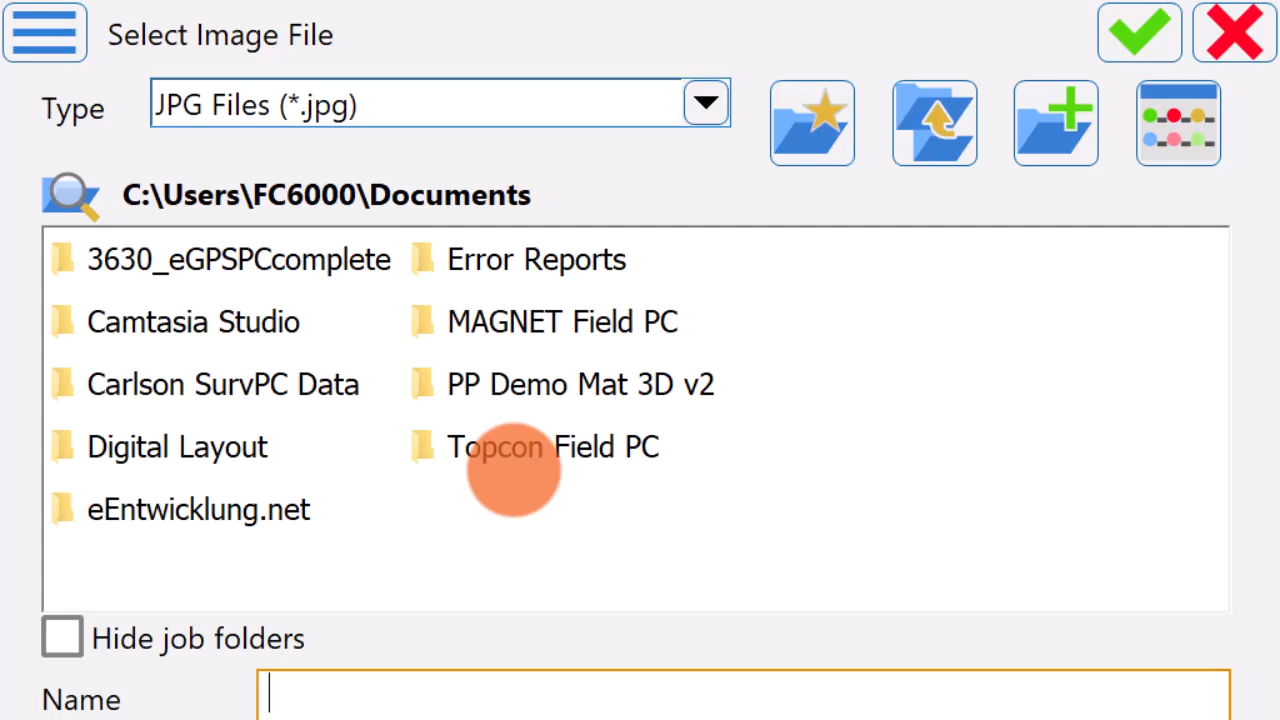 Select Image File
Type JPG Files (*.jpg)
C:\Users\FC6000\Documents
3630_eGPSPCcomplete Error Reports
Camtasia Studio MAGNET Field PC
Carlson SurvPC Data PP Demo Mat 3D v2
Digital Layout Topcon Field PC
eEntwicklung.net
Hide job folders
Name